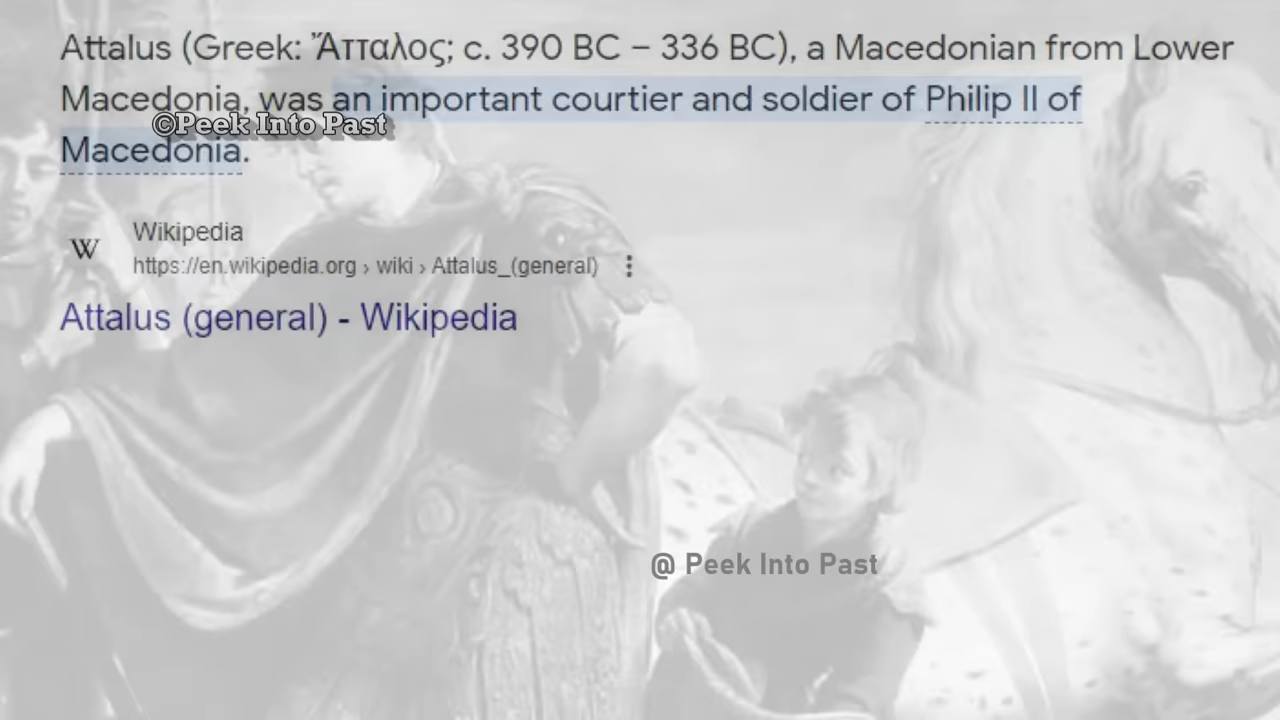 Attalus (Greek: Ἄτταλος; c. 390 BC – 336 BC), a Macedonian from Lower
Macedonia, was an important courtier and soldier of Philip II of
©Peek Into Past
Macedonia.
W
Wikipedia
https://en.wikipedia.org › wiki › Attalus_(general)
Attalus (general) - Wikipedia
@ Peek Into Past